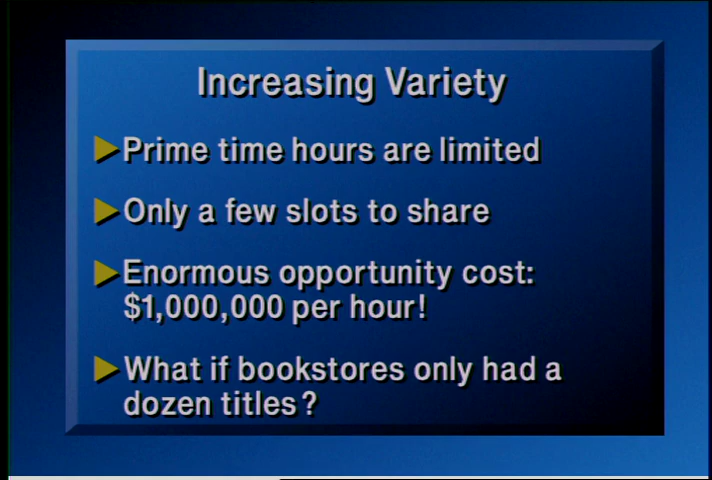 Increasing Variety
Prime time hours are limited
Only a few slots to share
Enormous opportunity cost:
$1,000,000 per hour!
What if bookstores only had a
dozen titles?